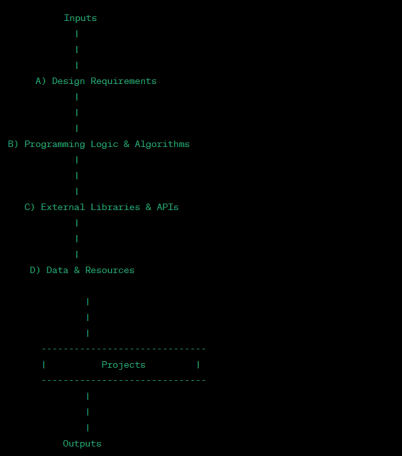 Inputs
|
|
|
A) Design Requirements
|
|
|
B) Programming Logic & Algorithms
|
|
|
C) External Libraries & APIs
|
|
|
D) Data & Resources
|
|
|
------------------------------
| Projects |
------------------------------
|
|
|
Outputs